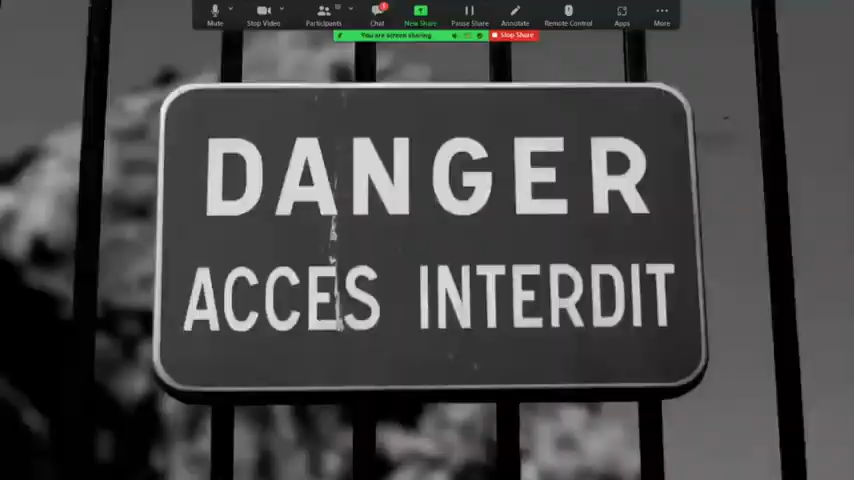 Mute
Stop Video
Participants
Chat
New Share
Pause Share
Annotate
Remote Control
Apps
More
You are screen sharing
Stop Share
DANGER
ACCES INTERDIT